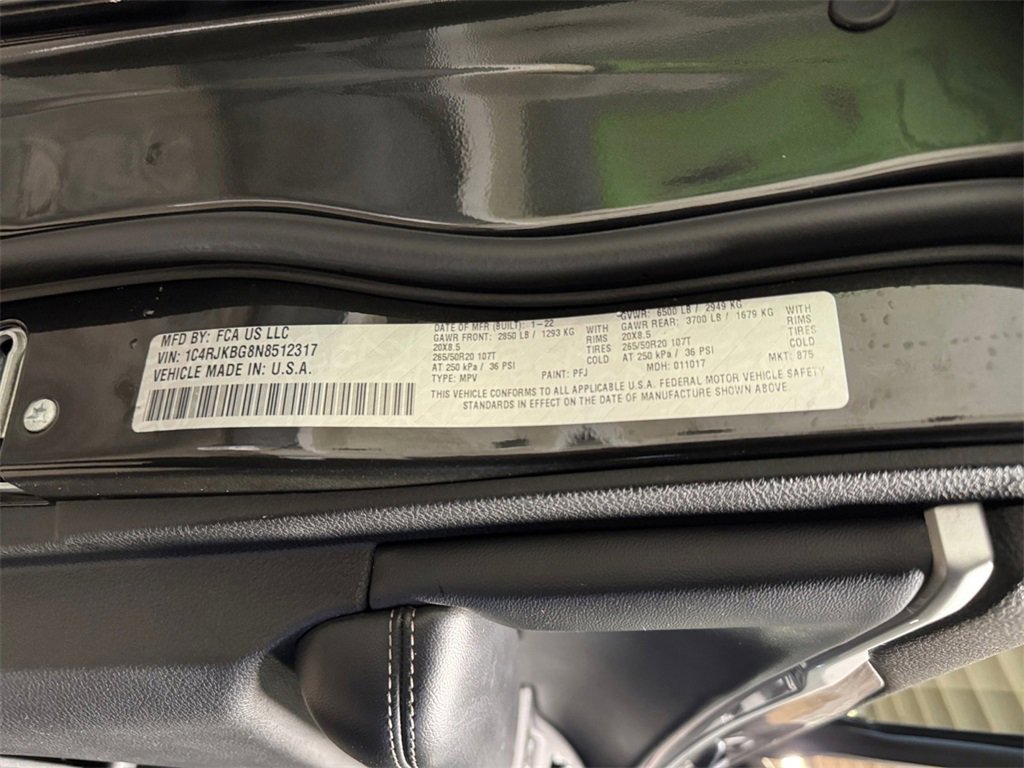 MFD BY: FCA US LLC
VIN: 1C4RJKBG8N8512317
VEHICLE MADE IN: U.S.A.
DATE OF MFR (BUILT): 1-22
GVWR: 6500 LB / 2949 KG
GAWR FRONT: 2850 LB / 1293 KG WITH
20X8.5 RIMS
265/50R20 107T TIRES
AT 250 kPa / 36 PSI COLD
GAWR REAR: 3700 LB / 1679 KG WITH
20X8.5 RIMS
265/50R20 107T TIRES
AT 250 kPa / 36 PSI COLD
TYPE: MPV PAINT: PFJ MDH: 011017 MKT: 875
THIS VEHICLE CONFORMS TO ALL APPLICABLE U.S.A. FEDERAL MOTOR VEHICLE SAFETY
STANDARDS IN EFFECT ON THE DATE OF MANUFACTURE SHOWN ABOVE.